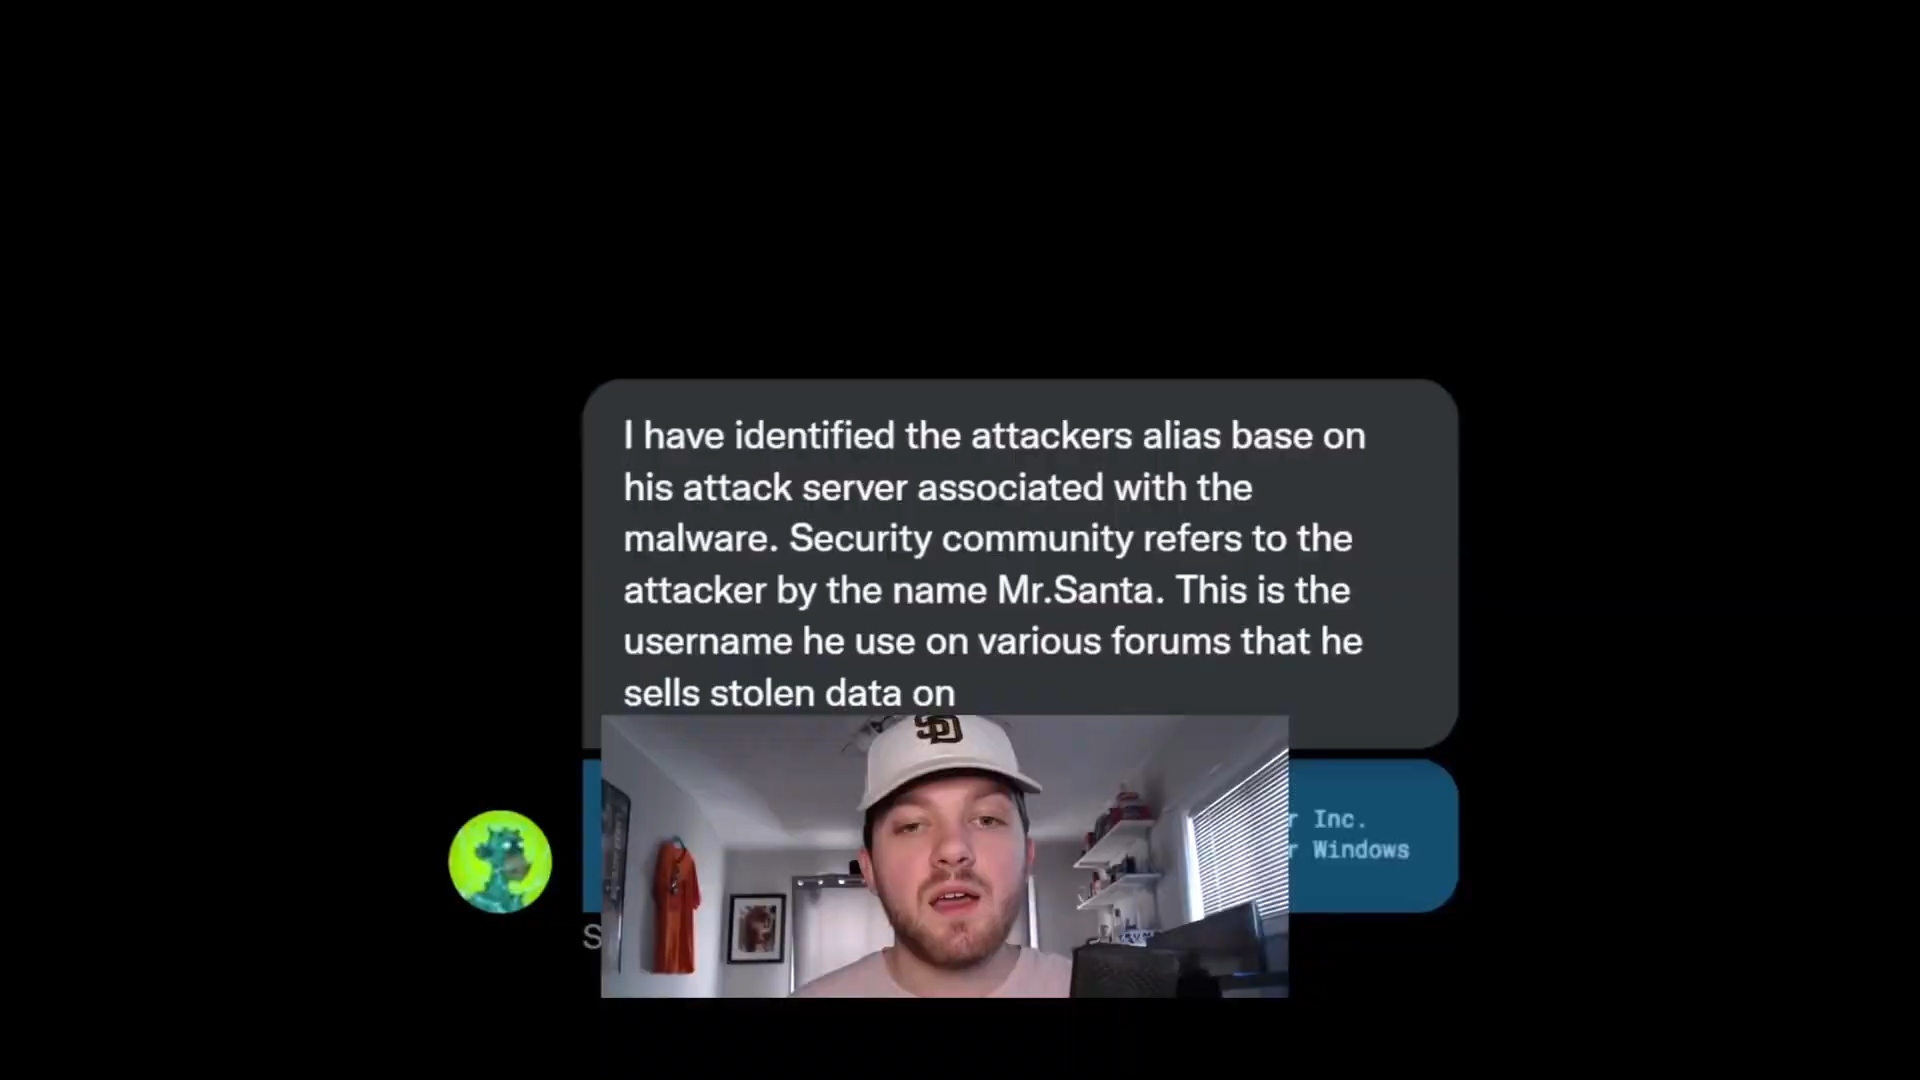 I have identified the attackers alias base on
his attack server associated with the
malware. Security community refers to the
attacker by the name Mr.Santa. This is the
username he use on various forums that he
sells stolen data on
SD
r Inc.
r Windows
S